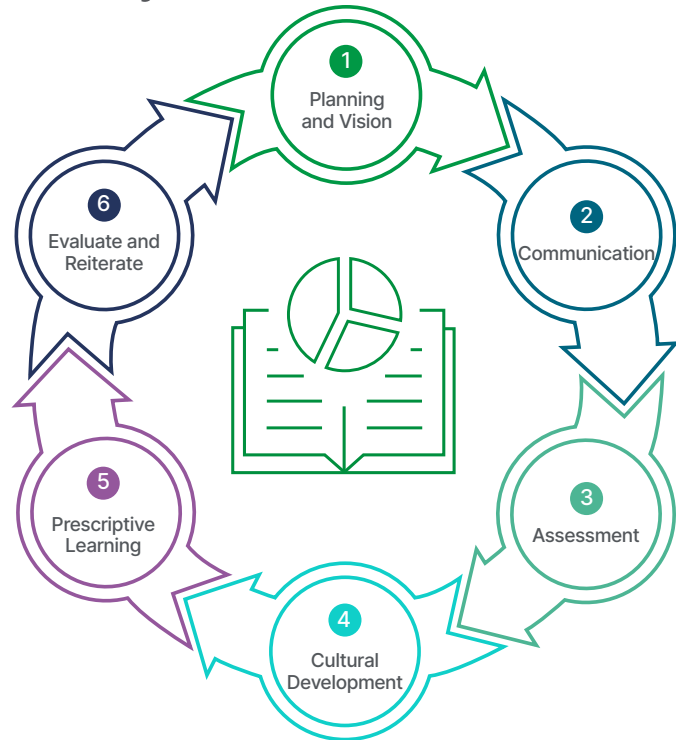 1
Planning
and Vision
2
Communication
3
Assessment
4
Cultural
Development
5
Prescriptive
Learning
6
Evaluate and
Reiterate